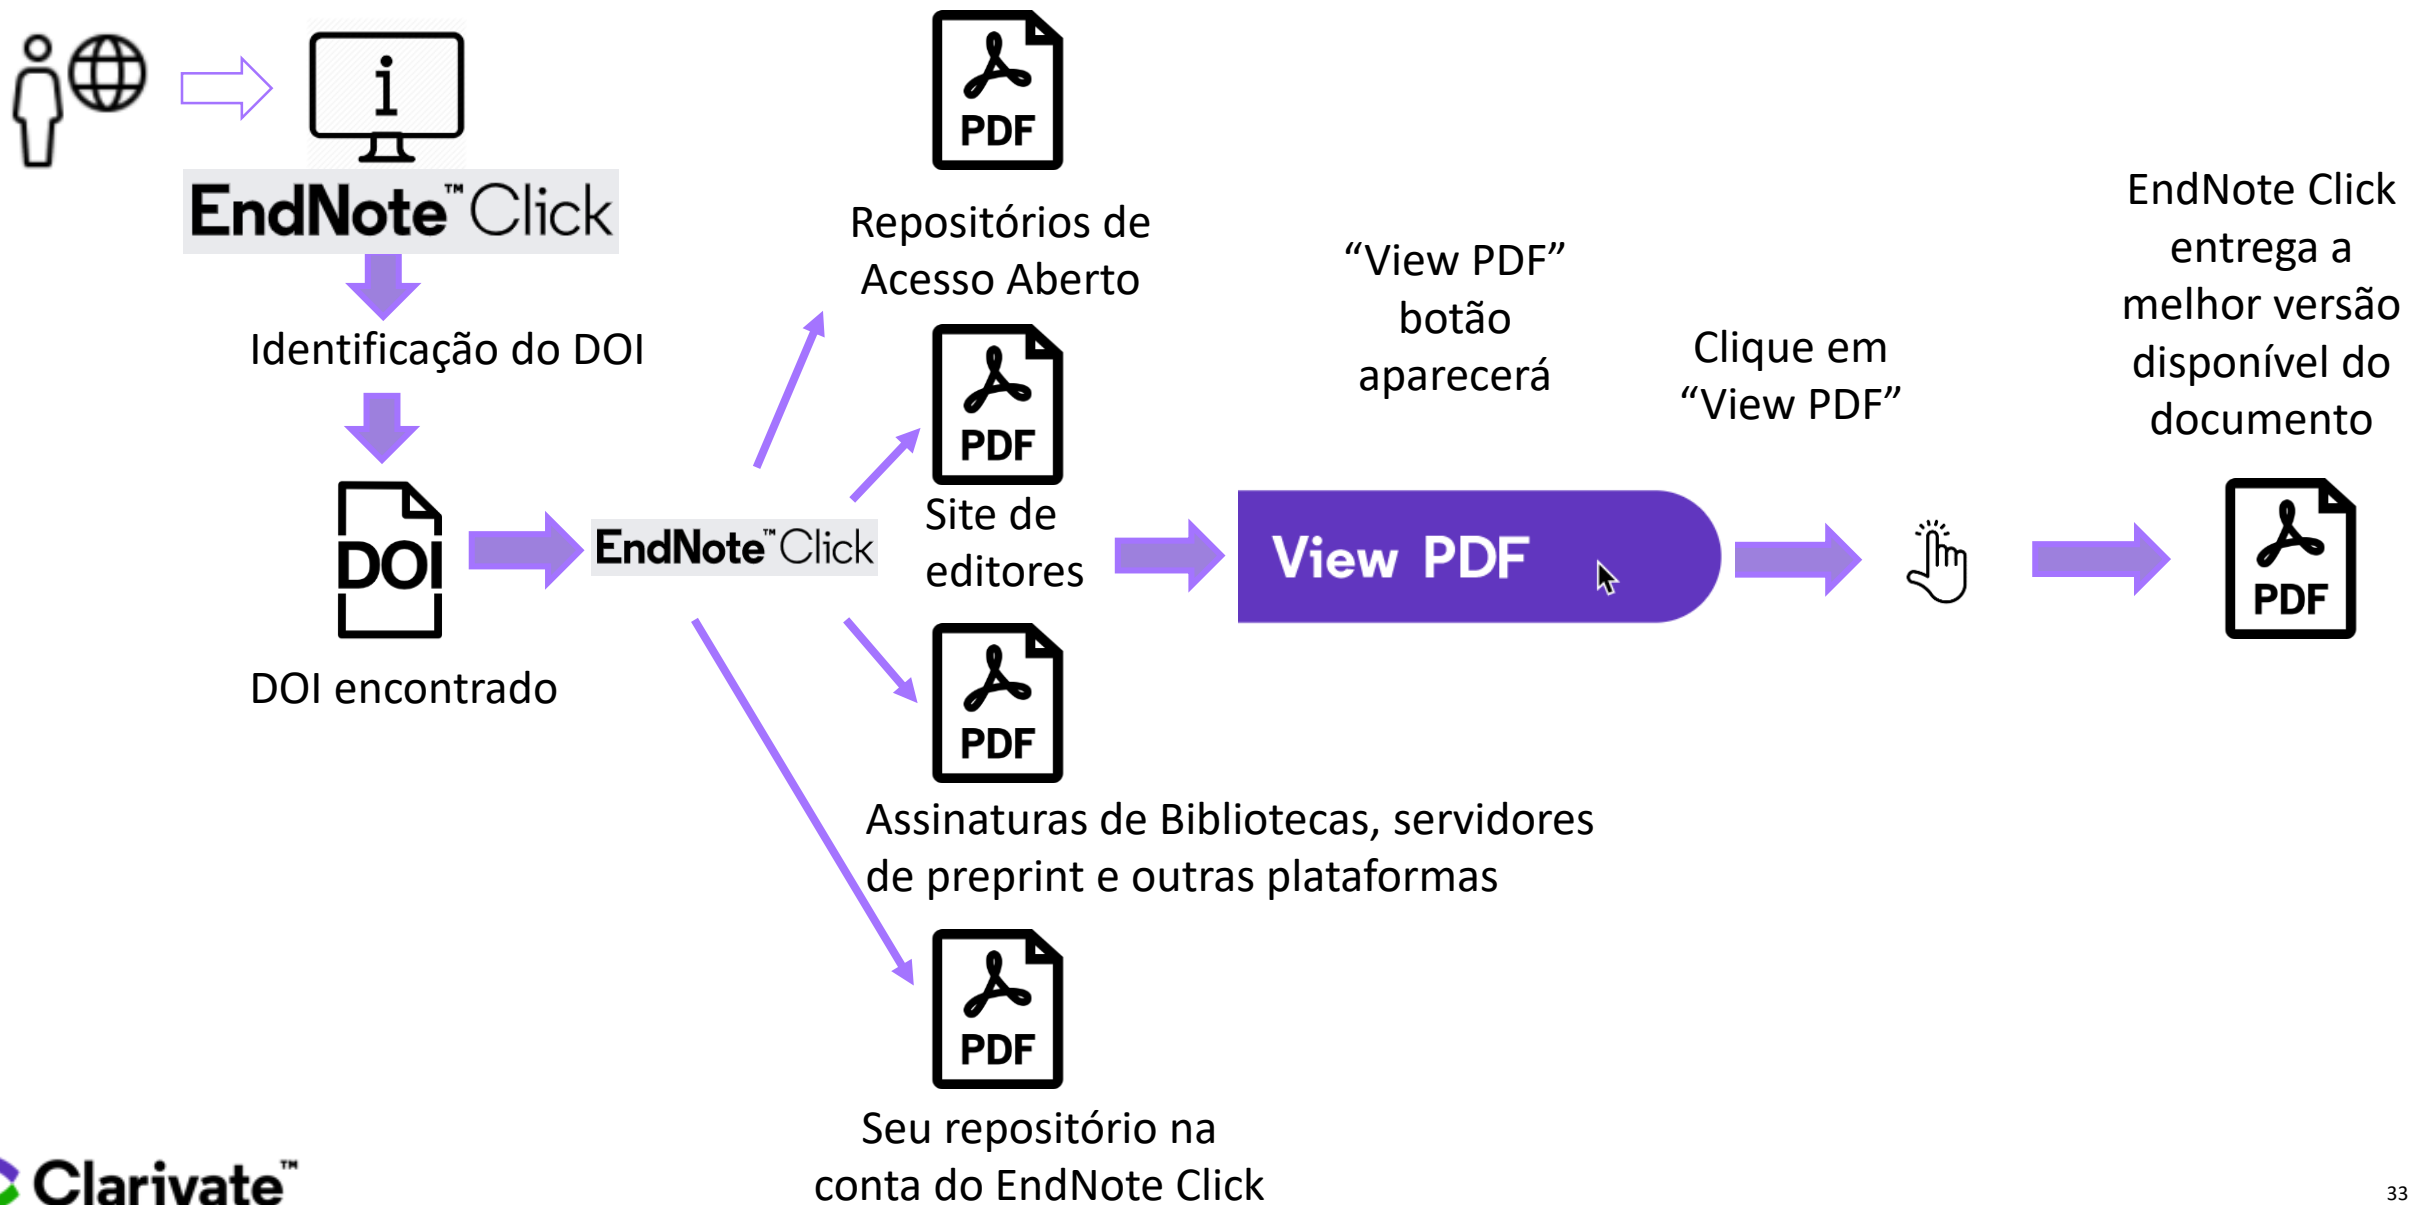 i
EndNote™ Click
Identificação do DOI
DOI
DOI encontrado
EndNote™ Click
PDF
Repositórios de
Acesso Aberto
PDF
Site de
editores
PDF
Assinaturas de Bibliotecas, servidores
de preprint e outras plataformas
PDF
Seu repositório na
conta do EndNote Click
“View PDF”
botão
aparecerá
View PDF
Clique em
“View PDF”
EndNote Click
entrega a
melhor versão
disponível do
documento
PDF
Clarivate™
33